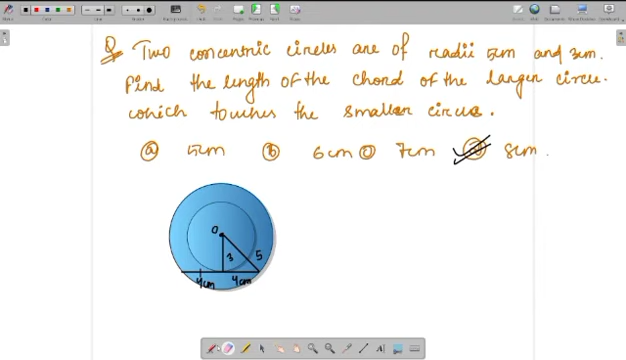 Q Two concentric circles are of radii 5cm and 3cm.
Find the length of the chord of the larger circle
which touches the smaller circle.
(a) 5cm (b) 6cm (c) 7cm (d) 8cm.
O
3 5
4cm 4cm